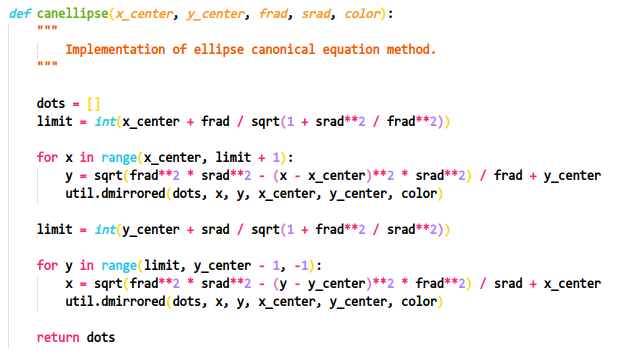 def canellipse(x_center, y_center, frad, srad, color):
    """
        Implementation of ellipse canonical equation method.
    """

    dots = []
    limit = int(x_center + frad / sqrt(1 + srad**2 / frad**2))

    for x in range(x_center, limit + 1):
        y = sqrt(frad**2 * srad**2 - (x - x_center)**2 * srad**2) / frad + y_center
        util.dmirrored(dots, x, y, x_center, y_center, color)

    limit = int(y_center + srad / sqrt(1 + frad**2 / srad**2))

    for y in range(limit, y_center - 1, -1):
        x = sqrt(frad**2 * srad**2 - (y - y_center)**2 * frad**2) / srad + x_center
        util.dmirrored(dots, x, y, x_center, y_center, color)

    return dots